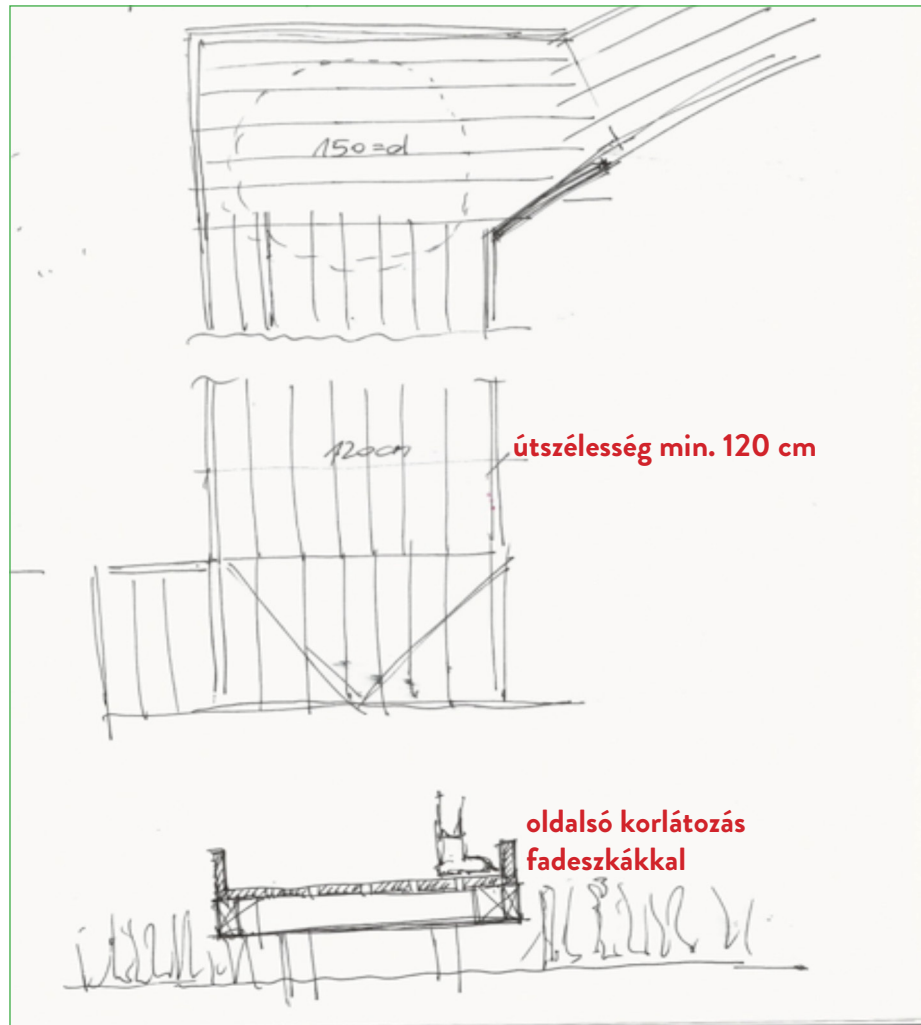 150=d
120cm
útszélesség min. 120 cm
oldalsó korlátozás
fadeszkákkal